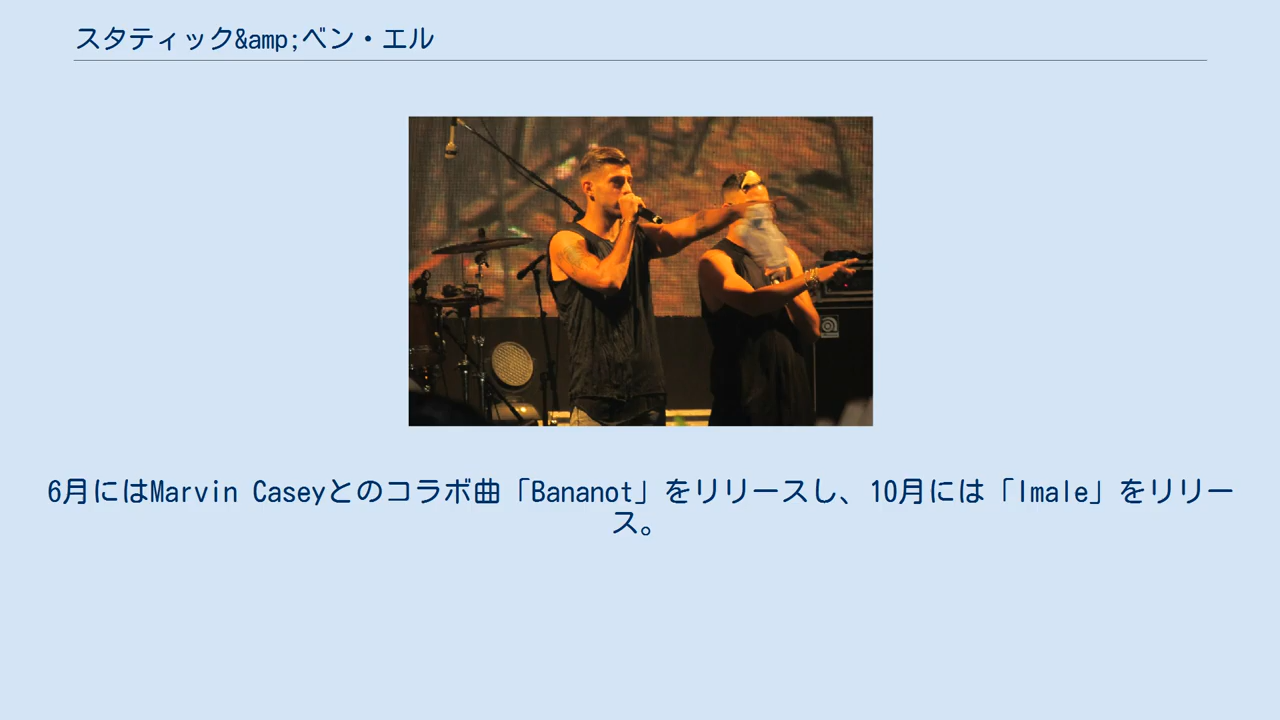 スタティック&amp;ベン・エル
6月にはMarvin Caseyとのコラボ曲「Bananot」をリリースし、10月には「Imale」をリリー
ス。